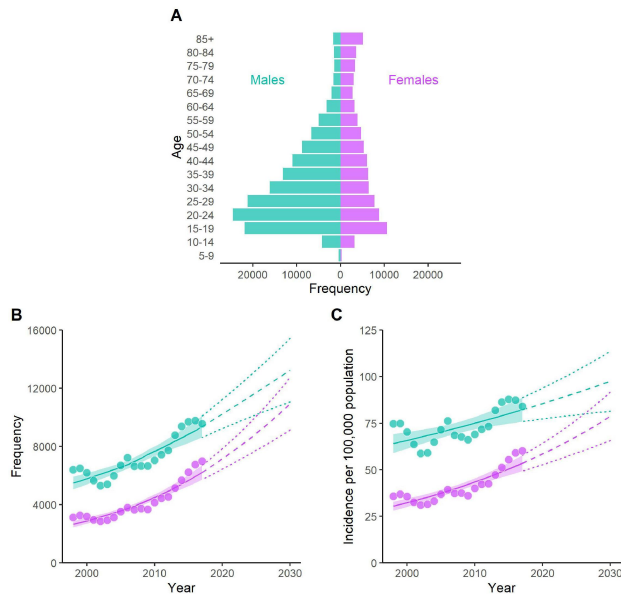 A
85+
80-84
75-79
70-74
65-69
60-64
55-59
50-54
45-49
40-44
35-39
30-34
25-29
20-24
15-19
10-14
5-9
Age
Males
Females
20000 10000 0 10000 20000
Frequency
B
16000
12000
8000
4000
0
Frequency
2000 2010 2020 2030
Year
C
125
100
75
50
25
0
Incidence per 100,000 population
2000 2010 2020 2030
Year